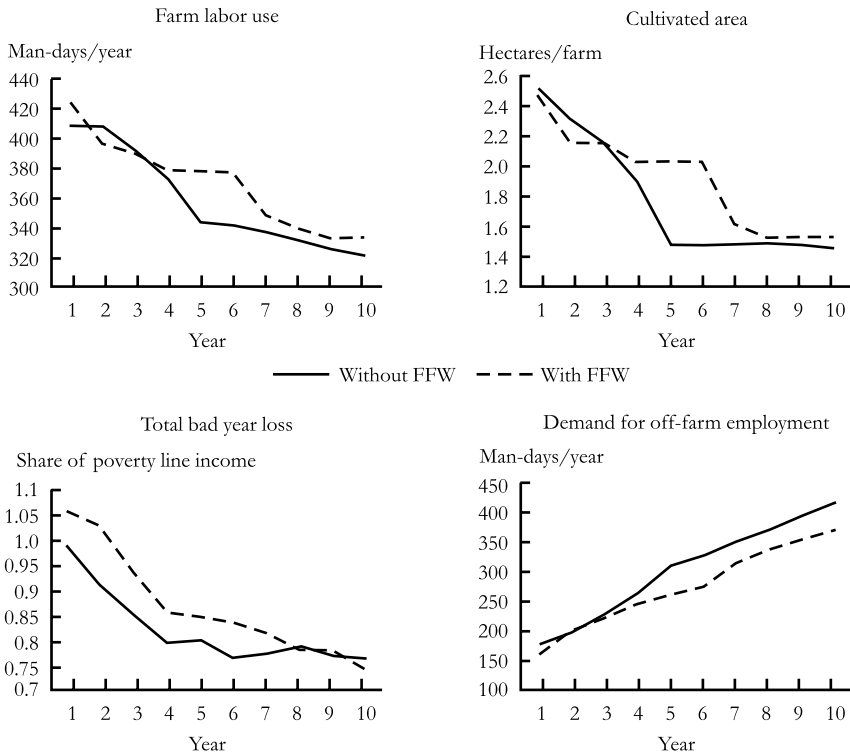 Farm labor use
Man-days/year
440
420
400
380
360
340
320
300
1 2 3 4 5 6 7 8 9 10
Year
Cultivated area
Hectares/farm
2.6
2.4
2.2
2.0
1.8
1.6
1.4
1.2
1 2 3 4 5 6 7 8 9 10
Year
Without FFW With FFW
Total bad year loss
Share of poverty line income
1.1
1.05
1.0
0.95
0.9
0.85
0.8
0.75
0.7
1 2 3 4 5 6 7 8 9 10
Year
Demand for off-farm employment
Man-days/year
450
400
350
300
250
200
150
100
1 2 3 4 5 6 7 8 9 10
Year